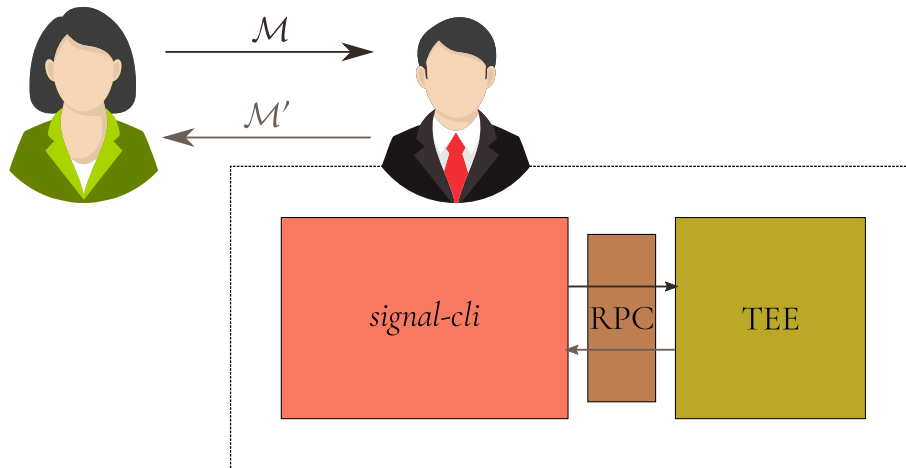 ℳ
ℳ′
signal-cli
RPC
TEE